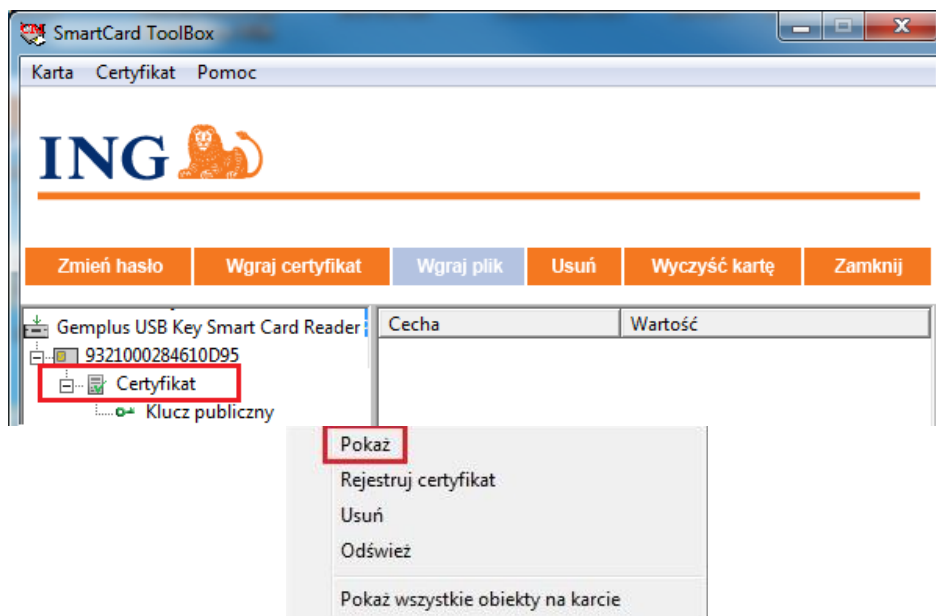 SmartCard ToolBox
Karta Certyfikat Pomoc
ING
Zmień hasło Wgraj certyfikat Wgraj plik Usuń Wyczyść kartę Zamknij
Gemplus USB Key Smart Card Reader Cecha Wartość
9321000284610D95
Certyfikat
Klucz publiczny
Pokaż
Rejestruj certyfikat
Usuń
Odśwież
Pokaż wszystkie obiekty na karcie